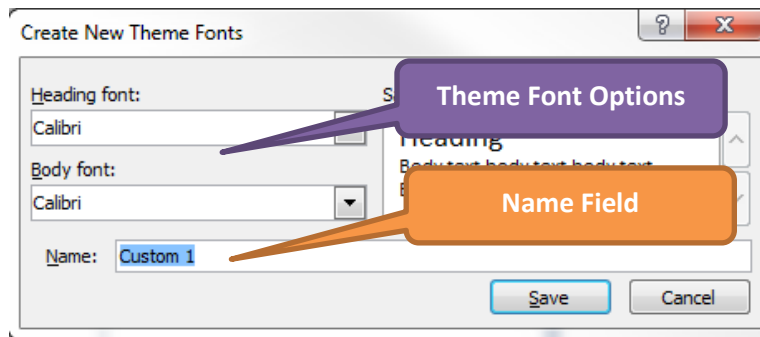 Create New Theme Fonts
Heading font:
Theme Font Options
Calibri
Heading
Body font:
Body text body text body text
Calibri
Name Field
Name: Custom 1
Save Cancel